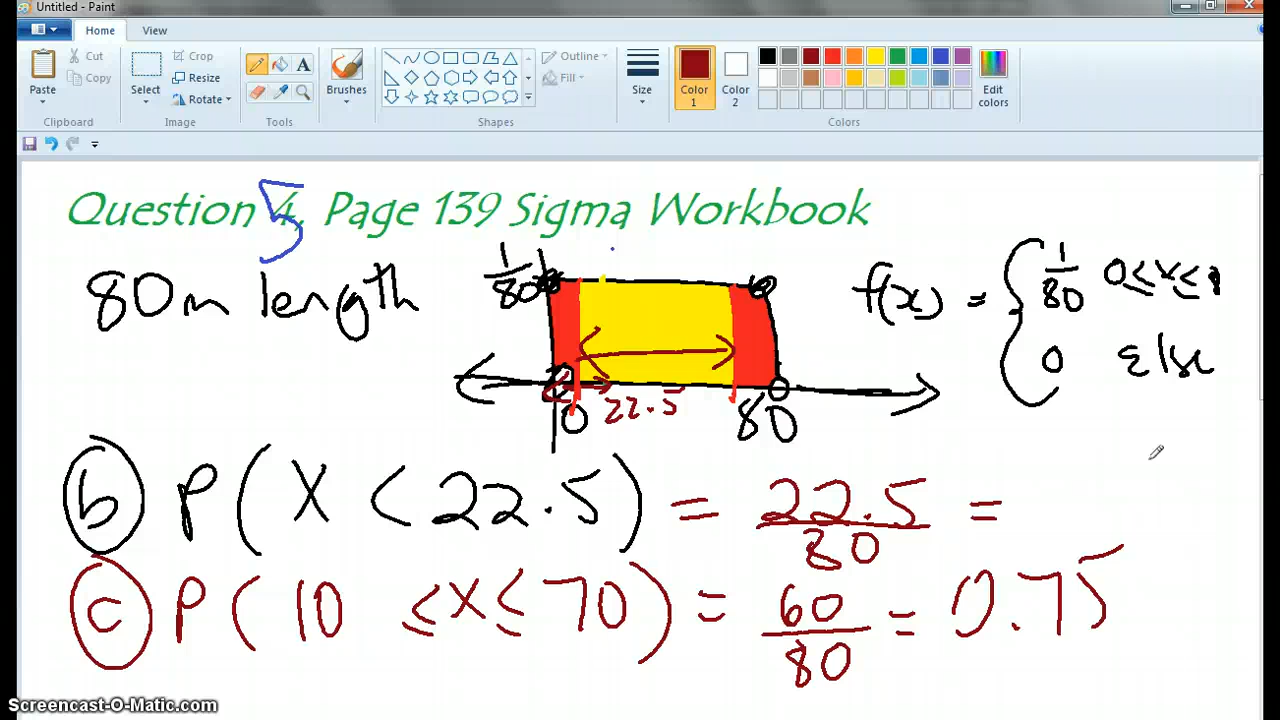 Untitled - Paint
Home View
Paste
Cut
Copy
Clipboard
Select
Crop
Resize
Rotate
Image
Tools
Brushes
Outline
Fill
Shapes
Size
Color 1
Color 2
Edit colors
Colors
Question 4, Page 139 Sigma Workbook
5
80m length
1/80
0 22.5 80
f(x) = { 1/80 0≤x≤
0 else
b P(X < 22.5) = 22.5/80 =
c P(10 ≤ x ≤ 70) = 60/80 = 0.75
Screencast-O-Matic.com